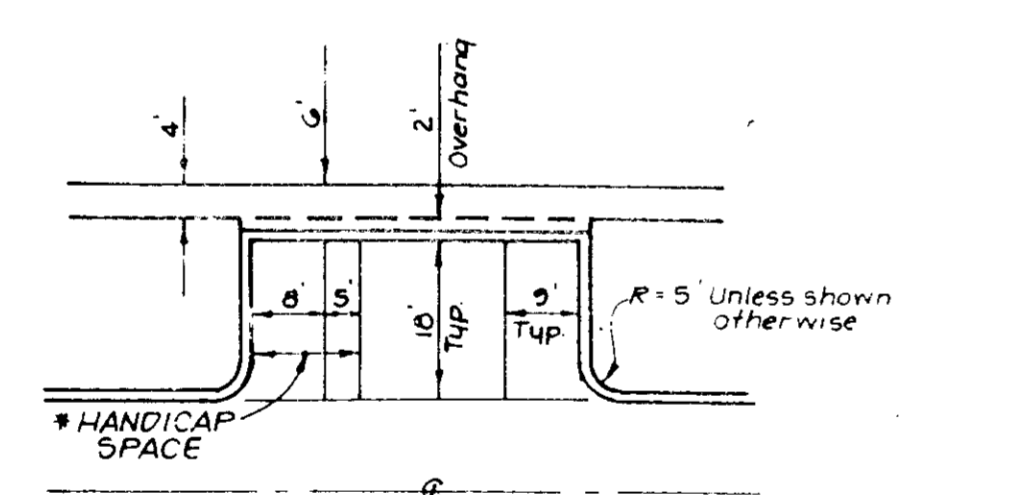 4'
6'
2'
Overhang
8'
5'
18'
Typ.
9'
Typ.
R = 5' Unless shown
otherwise
* HANDICAP
SPACE